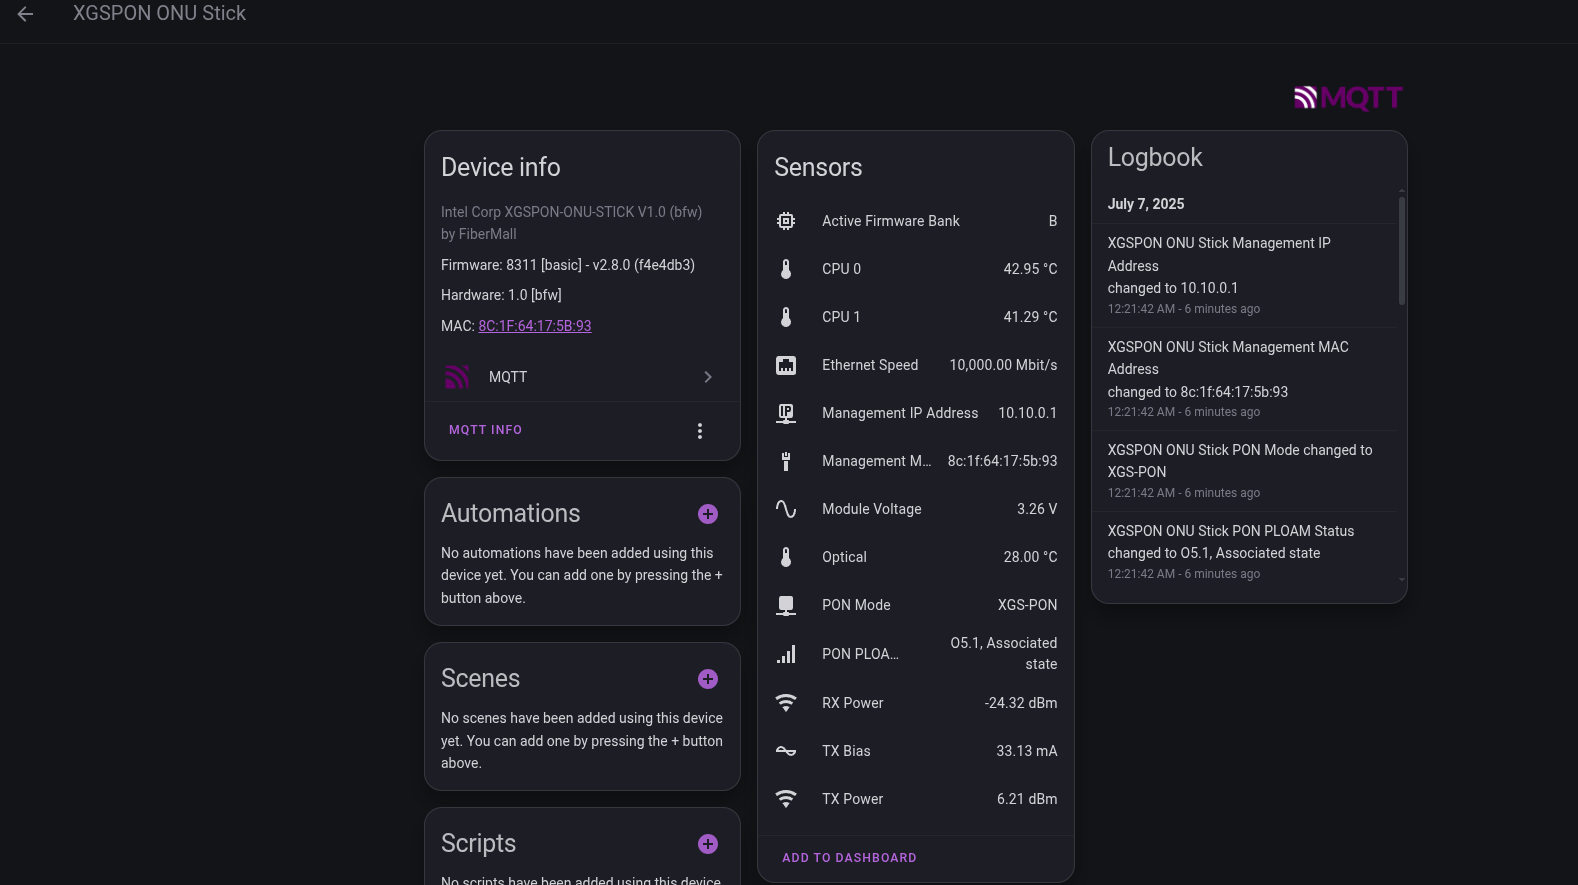 XGSPON ONU Stick
MQTT
Device info
Intel Corp XGSPON-ONU-STICK V1.0 (bfw)
by FiberMall
Firmware: 8311 [basic] - v2.8.0 (f4e4db3)
Hardware: 1.0 [bfw]
MAC: 8C:1F:64:17:5B:93
MQTT
MQTT INFO
Automations
No automations have been added using this
device yet. You can add one by pressing the +
button above.
Scenes
No scenes have been added using this device
yet. You can add one by pressing the + button
above.
Scripts
No scripts have been added using this device
Sensors
Active Firmware Bank B
CPU 0 42.95 °C
CPU 1 41.29 °C
Ethernet Speed 10,000.00 Mbit/s
Management IP Address 10.10.0.1
Management M… 8c:1f:64:17:5b:93
Module Voltage 3.26 V
Optical 28.00 °C
PON Mode XGS-PON
PON PLOA… O5.1, Associated
state
RX Power -24.32 dBm
TX Bias 33.13 mA
TX Power 6.21 dBm
ADD TO DASHBOARD
Logbook
July 7, 2025
XGSPON ONU Stick Management IP
Address
changed to 10.10.0.1
12:21:42 AM - 6 minutes ago
XGSPON ONU Stick Management MAC
Address
changed to 8c:1f:64:17:5b:93
12:21:42 AM - 6 minutes ago
XGSPON ONU Stick PON Mode changed to
XGS-PON
12:21:42 AM - 6 minutes ago
XGSPON ONU Stick PON PLOAM Status
changed to O5.1, Associated state
12:21:42 AM - 6 minutes ago